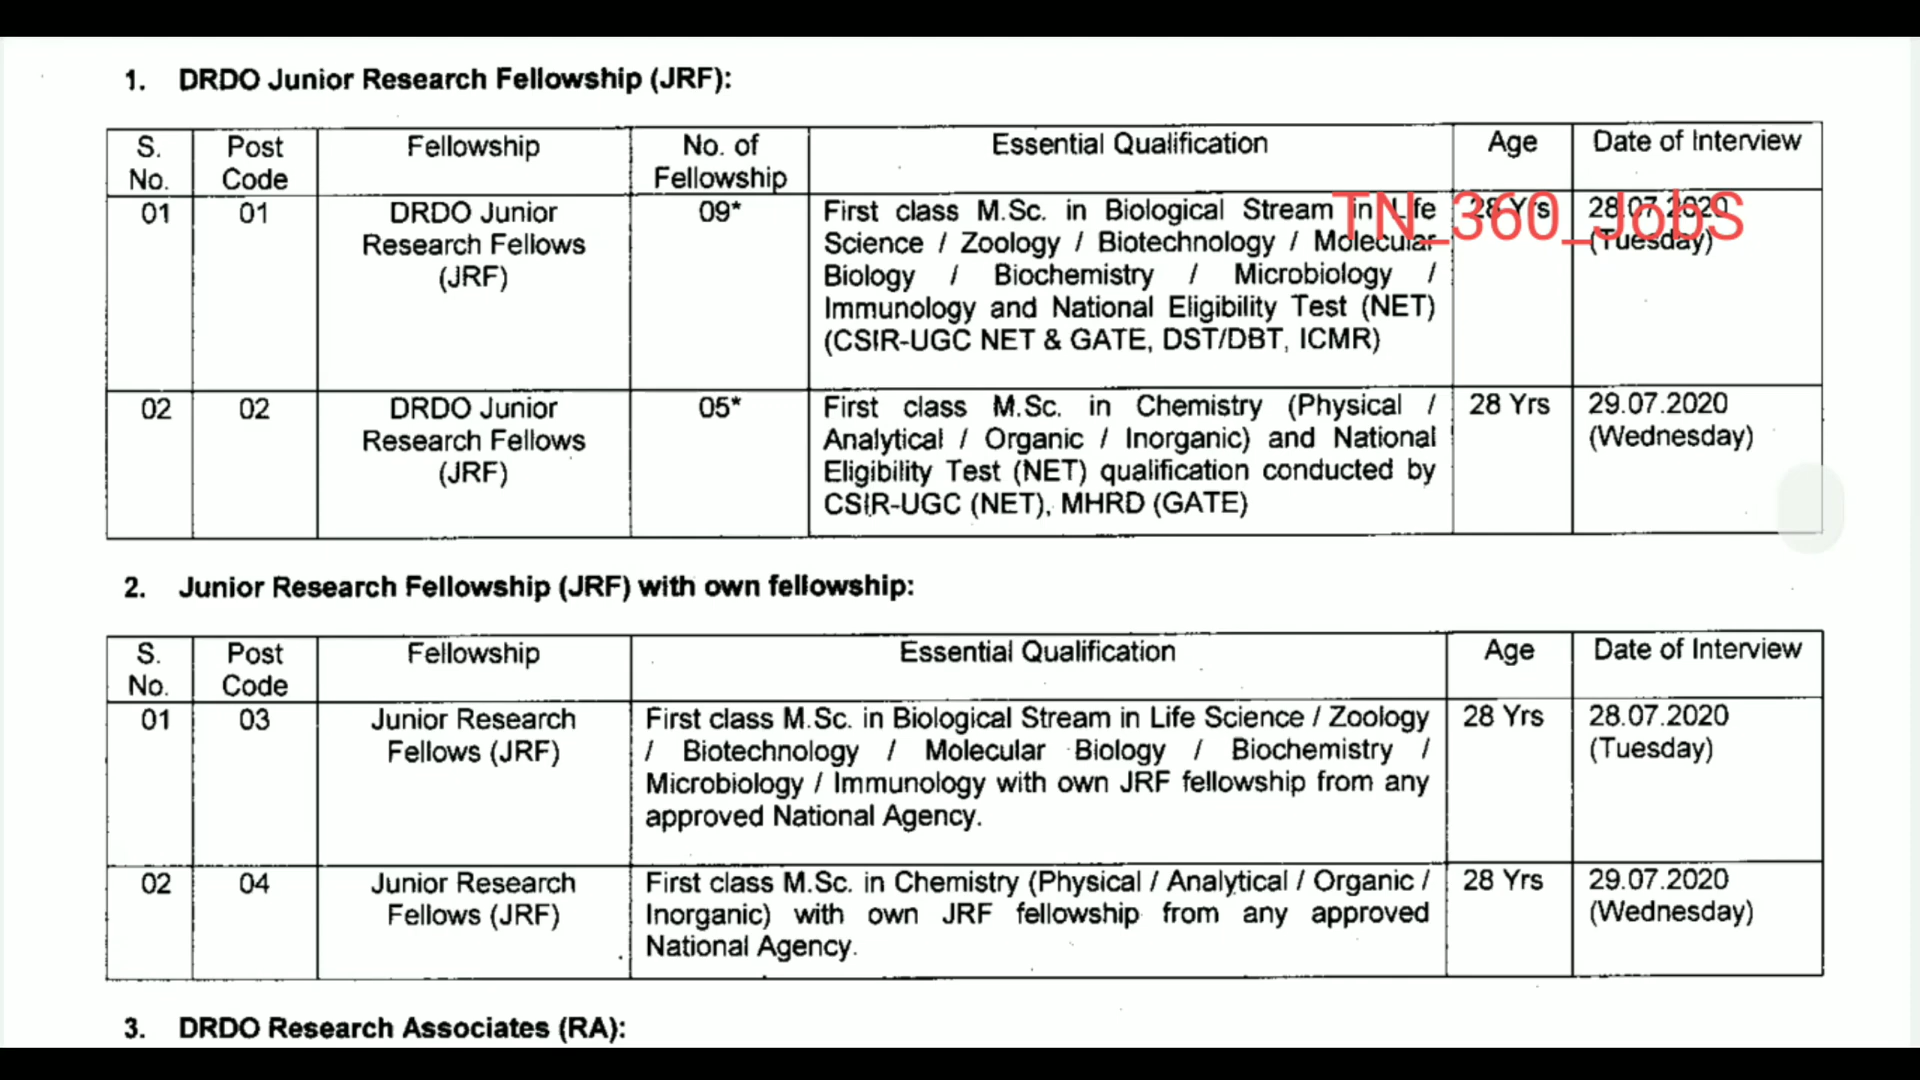 1. DRDO Junior Research Fellowship (JRF):
S. No. Post Code Fellowship No. of Fellowship Essential Qualification Age Date of Interview
01 01 DRDO Junior Research Fellows (JRF) 09* First class M.Sc. in Biological Stream in Life 28 Yrs 28.07.2020 (Tuesday)
TN_360_JobS
Science / Zoology / Biotechnology / Molecular
Biology / Biochemistry / Microbiology /
Immunology and National Eligibility Test (NET)
(CSIR-UGC NET & GATE, DST/DBT, ICMR)
02 02 DRDO Junior Research Fellows (JRF) 05* First class M.Sc. in Chemistry (Physical / 28 Yrs 29.07.2020 (Wednesday)
Analytical / Organic / Inorganic) and National
Eligibility Test (NET) qualification conducted by
CSIR-UGC (NET), MHRD (GATE)
2. Junior Research Fellowship (JRF) with own fellowship:
S. No. Post Code Fellowship Essential Qualification Age Date of Interview
01 03 Junior Research Fellows (JRF) First class M.Sc. in Biological Stream in Life Science / Zoology 28 Yrs 28.07.2020 (Tuesday)
/ Biotechnology / Molecular Biology / Biochemistry /
Microbiology / Immunology with own JRF fellowship from any
approved National Agency.
02 04 Junior Research Fellows (JRF) First class M.Sc. in Chemistry (Physical / Analytical / Organic / 28 Yrs 29.07.2020 (Wednesday)
Inorganic) with own JRF fellowship from any approved
National Agency.
3. DRDO Research Associates (RA):